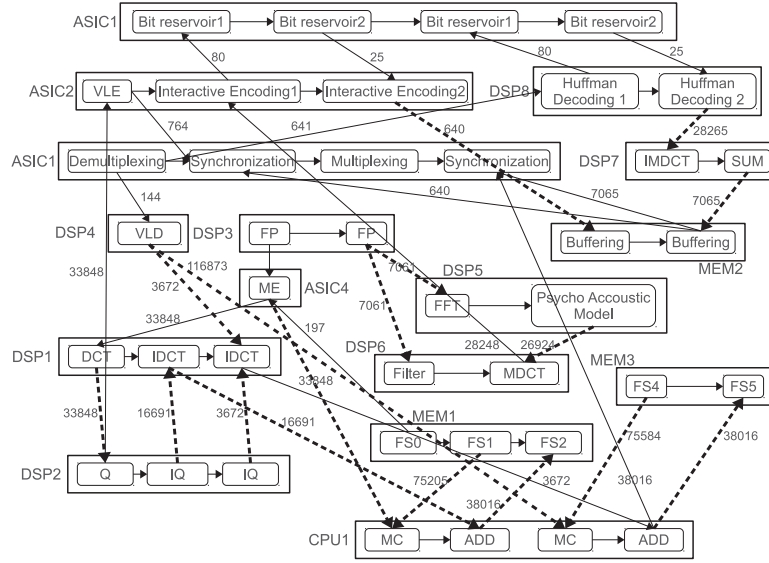 ASIC1 Bit reservoir1 Bit reservoir2 Bit reservoir1 Bit reservoir2
80 25 80 25
ASIC2 VLE Interactive Encoding1 Interactive Encoding2
DSP8 Huffman Decoding 1 Huffman Decoding 2
764 641 640 28265
ASIC1 Demultiplexing Synchronization Multiplexing Synchronization
DSP7 IMDCT SUM
144 640 7065 7065
DSP4 VLD DSP3 FP FP
Buffering Buffering
MEM2
33848 3672 116873 7061
ME ASIC4
DSP5 FFT Psycho Accoustic Model
7061
33848 197
DSP1 DCT IDCT IDCT
DSP6 Filter MDCT
28248 26924
MEM3 FS4 FS5
33848
33848 16691 3672 16691
MEM1 FS0 FS1 FS2
75584 38016
DSP2 Q IQ IQ
75205 38016 3672 38016
CPU1 MC ADD MC ADD